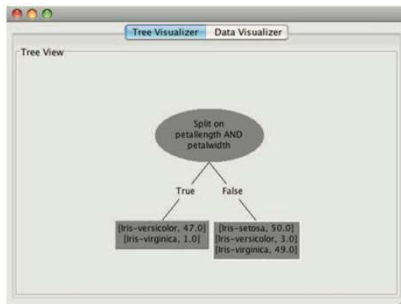 Tree Visualizer Data Visualizer
Tree View
Split on
petallength AND
petalwidth
True False
[Iris-versicolor, 47.0]
[Iris-virginica, 1.0]
[Iris-setosa, 50.0]
[Iris-versicolor, 3.0]
[Iris-virginica, 49.0]